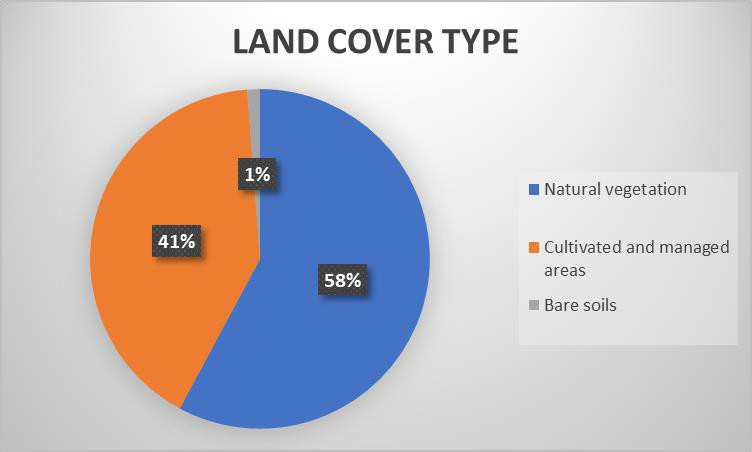 LAND COVER TYPE
1%
41%
58%
Natural vegetation
Cultivated and managed
areas
Bare soils